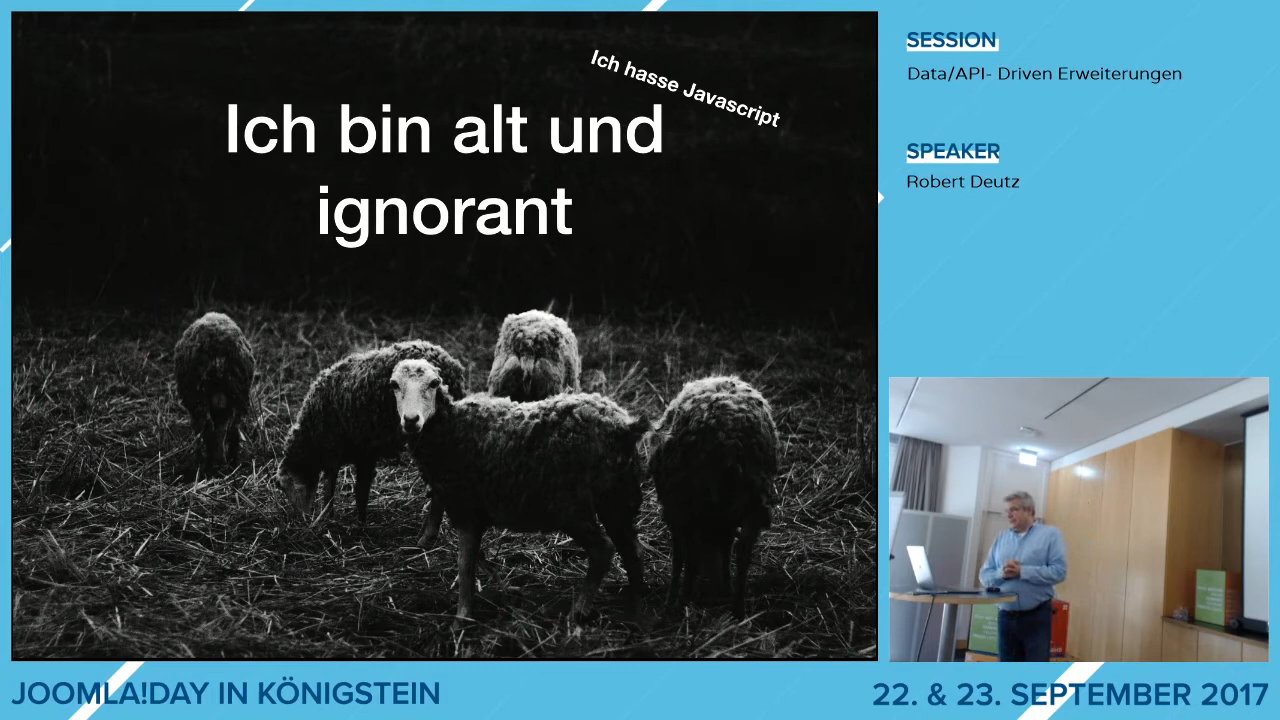 Ich hasse Javascript
Ich bin alt und
ignorant
SESSION
Data/API- Driven Erweiterungen
SPEAKER
Robert Deutz
JOOMLA!DAY IN KÖNIGSTEIN
22. & 23. SEPTEMBER 2017